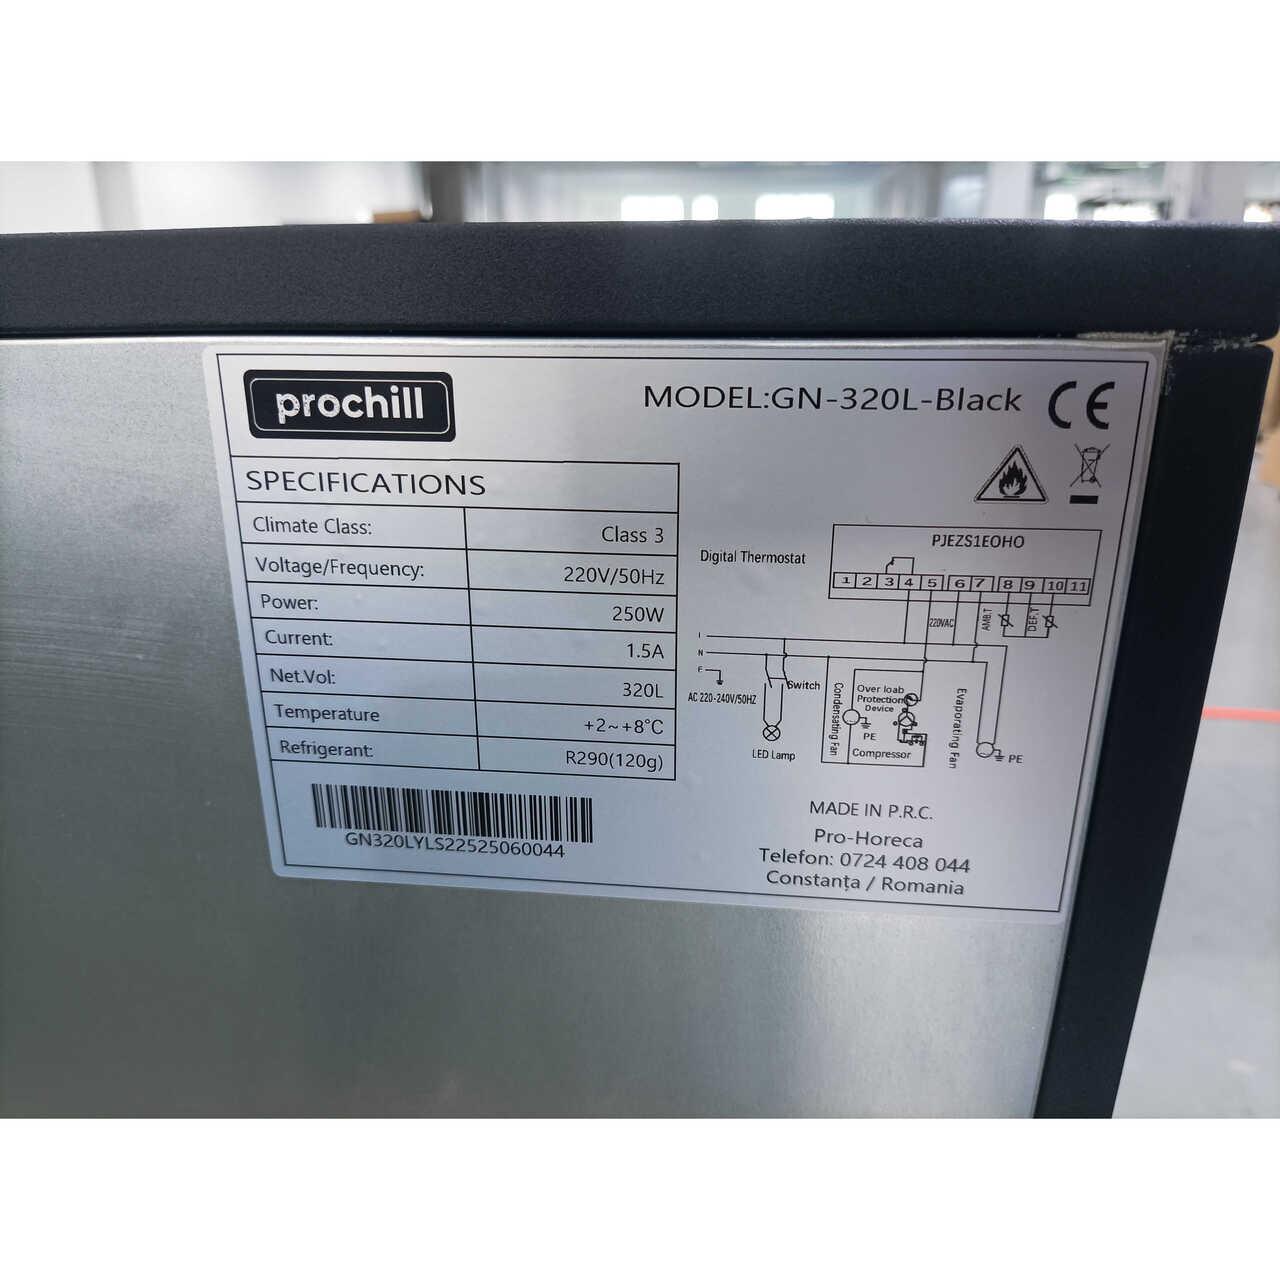 prochill
MODEL:GN-320L-Black
CE
SPECIFICATIONS
Climate Class: Class 3
Voltage/Frequency: 220V/50Hz
Power: 250W
Current: 1.5A
Net.Vol: 320L
Temperature +2~+8°C
Refrigerant: R290(120g)
GN320LYLS22525060044
Digital Thermostat
PJEZS1EOHO
1 2 3 4 5 6 7 8 9 10 11
220VAC
AMB.T
DEF.T
N
AC 220-240V/50HZ
Switch
LED Lamp
Condensating Fan
Over loab
Protection
Device
PE
Compressor
Evaporating Fan
PE
MADE IN P.R.C.
Pro-Horeca
Telefon: 0724 408 044
Constanța / Romania